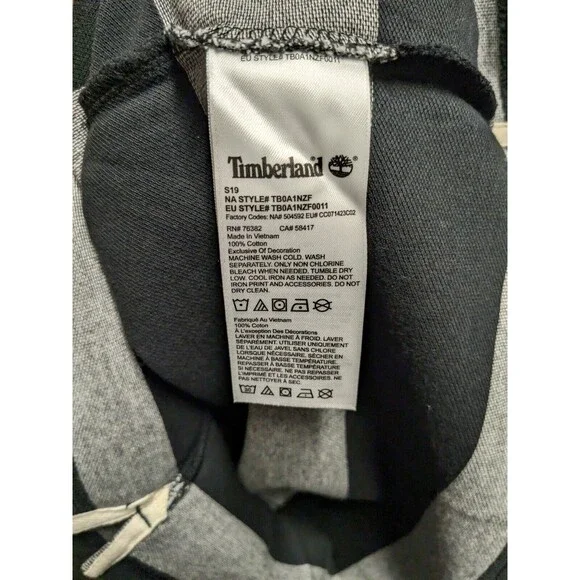 EU STYLE# TB0A1NZF0011
Timberland
S19
NA STYLE# TB0A1NZF
EU STYLE# TB0A1NZF0011
Factory Codes: NA# 504592 EU# CC071423C02
RN# 76382 CA# 58417
Made In Vietnam
100% Cotton
Exclusive Of Decoration
MACHINE WASH COLD. WASH
SEPARATELY. ONLY NON CHLORINE
BLEACH WHEN NEEDED. TUMBLE DRY
LOW. COOL IRON AS NEEDED. DO NOT
IRON PRINT AND ACCESSORIES. DO NOT
DRY CLEAN.
Fabriqué Au Vietnam
100% Coton
À L'exception Des Décorations
LAVER EN MACHINE À FROID. LAVER
SÉPARÉMENT. UTILISER UNIQUEMENT
DE L'EAU DE JAVEL SANS CHLORE
LORSQUE NÉCESSAIRE. SÉCHER EN
MACHINE À BASSE TEMPÉRATURE.
REPASSER À BASSE TEMPÉRATURE
SI NÉCESSAIRE. NE PAS REPASSER
L'IMPRIMÉ ET LES ACCESSOIRES. NE
PAS NETTOYER À SEC.